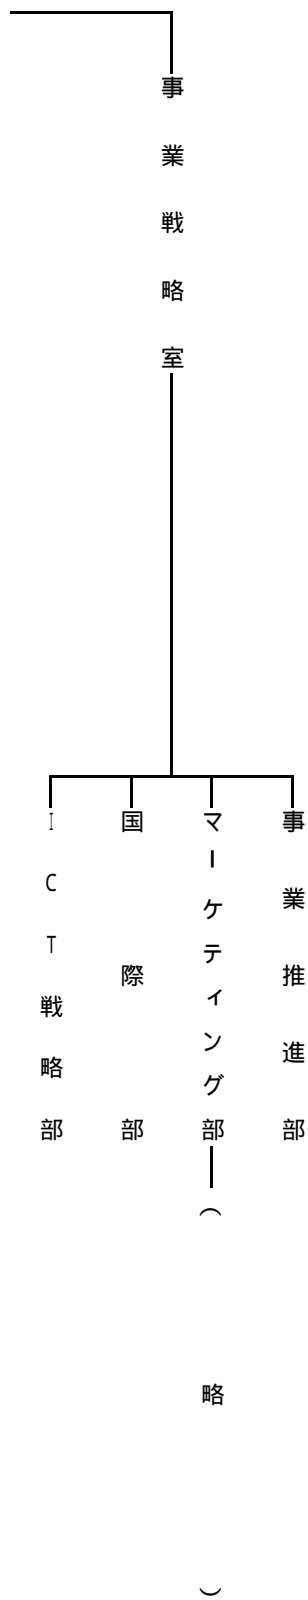 事業戦略室
事業推進部
マーケティング部
（略）
国際部
ICT戦略部